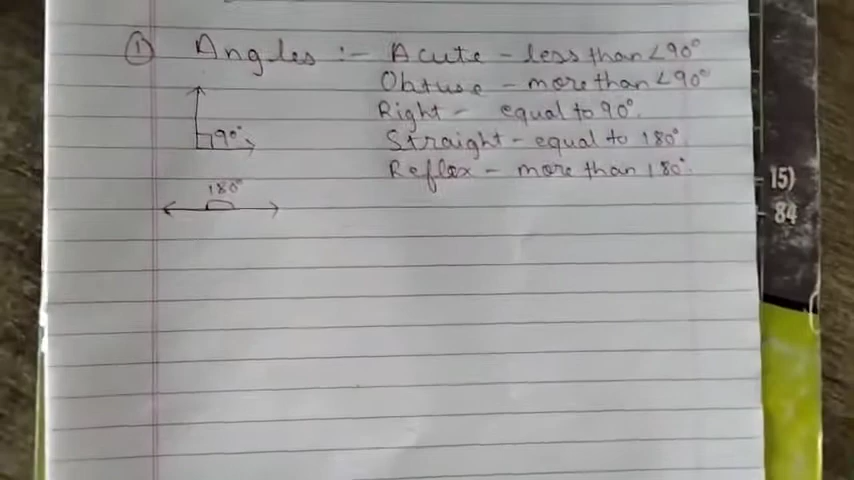 ① Angles :- Acute - less than ∠90°
Obtuse - more than ∠90°
Right - equal to 90°.
Straight - equal to 180°.
Reflex - more than 180°.
90°
180°
15)
84